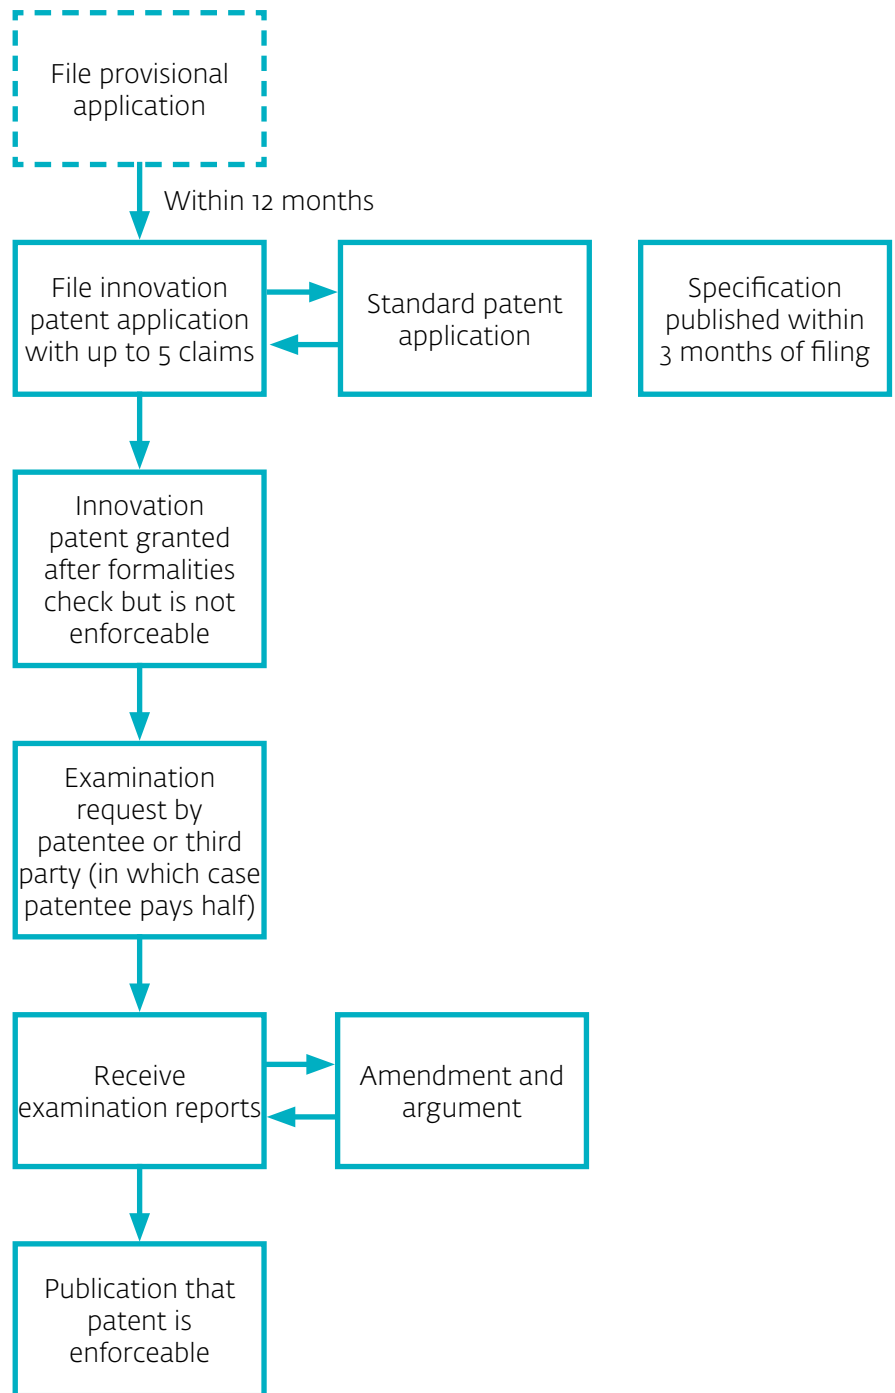 File provisional
application
Within 12 months
File innovation
patent application
with up to 5 claims
Standard patent
application
Specification
published within
3 months of filing
Innovation
patent granted
after formalities
check but is not
enforceable
Examination
request by
patentee or third
party (in which case
patentee pays half)
Receive
examination reports
Amendment and
argument
Publication that
patent is
enforceable